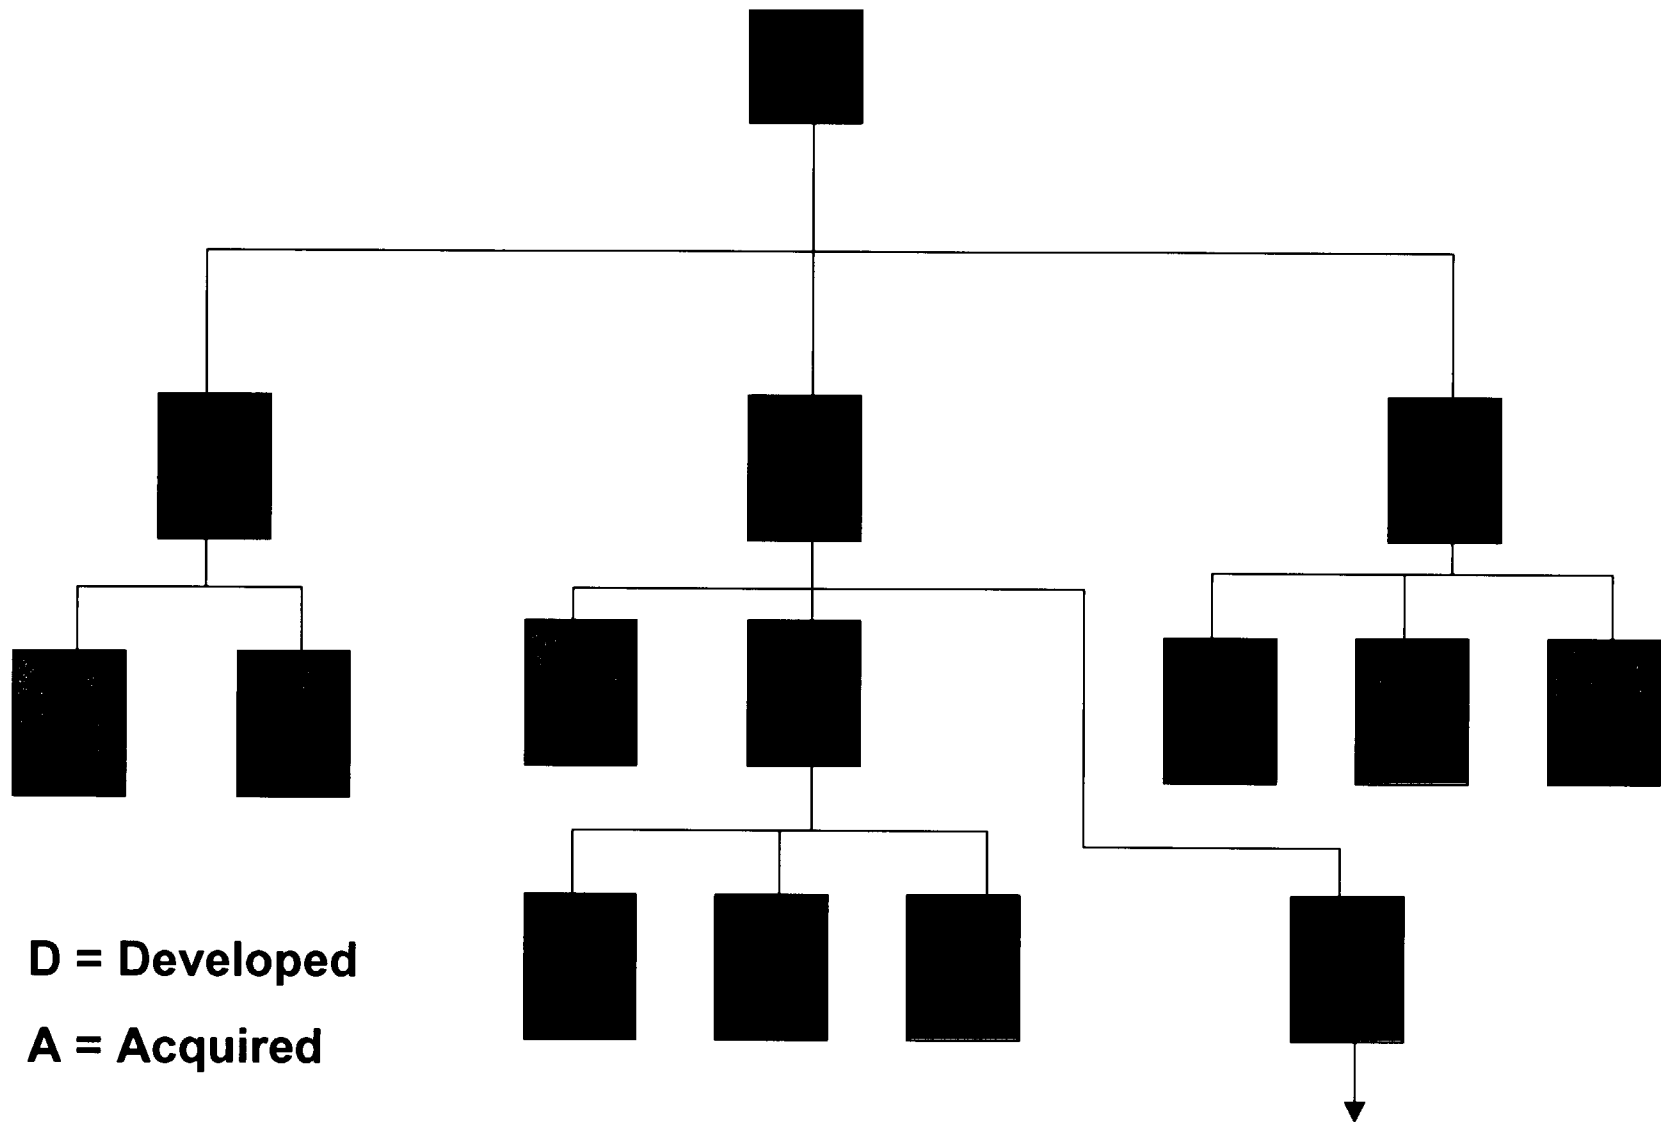 D = Developed
A = Acquired